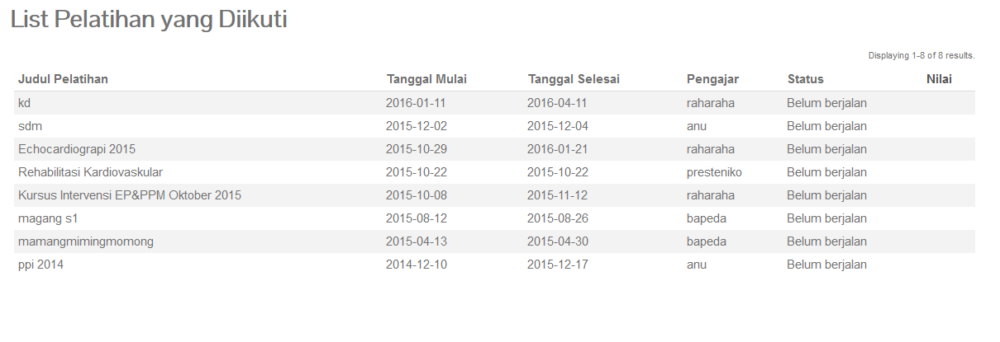 List Pelatihan yang Diikuti
Displaying 1-8 of 8 results.
Judul Pelatihan Tanggal Mulai Tanggal Selesai Pengajar Status Nilai
kd 2016-01-11 2016-04-11 raharaha Belum berjalan
sdm 2015-12-02 2015-12-04 anu Belum berjalan
Echocardiograpi 2015 2015-10-29 2016-01-21 raharaha Belum berjalan
Rehabilitasi Kardiovaskular 2015-10-22 2015-10-22 presteniko Belum berjalan
Kursus Intervensi EP&PPM Oktober 2015 2015-10-08 2015-11-12 raharaha Belum berjalan
magang s1 2015-08-12 2015-08-26 bapeda Belum berjalan
mamangmimingmomong 2015-04-13 2015-04-30 bapeda Belum berjalan
ppi 2014 2014-12-10 2015-12-17 anu Belum berjalan